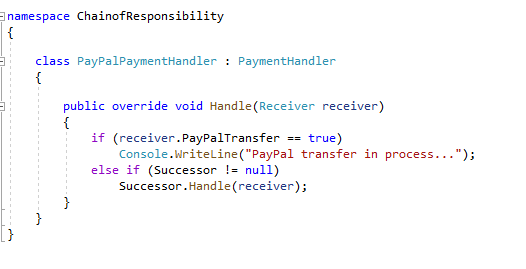 namespace ChainofResponsibility
{
class PayPalPaymentHandler : PaymentHandler
{
public override void Handle(Receiver receiver)
{
if (receiver.PayPalTransfer == true)
Console.WriteLine("PayPal transfer in process...");
else if (Successor != null)
Successor.Handle(receiver);
}
}
}